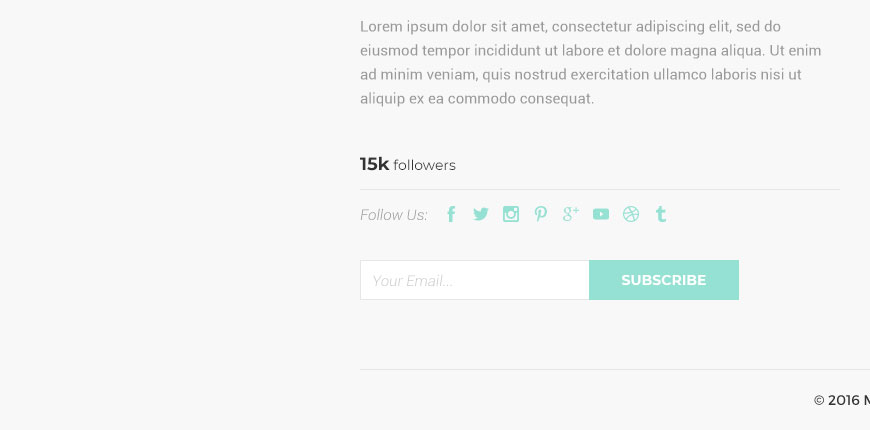 Lorem ipsum dolor sit amet, consectetur adipiscing elit, sed do
eiusmod tempor incididunt ut labore et dolore magna aliqua. Ut enim
ad minim veniam, quis nostrud exercitation ullamco laboris nisi ut
aliquip ex ea commodo consequat.
15k followers
Follow Us:
Your Email...
SUBSCRIBE
© 2016